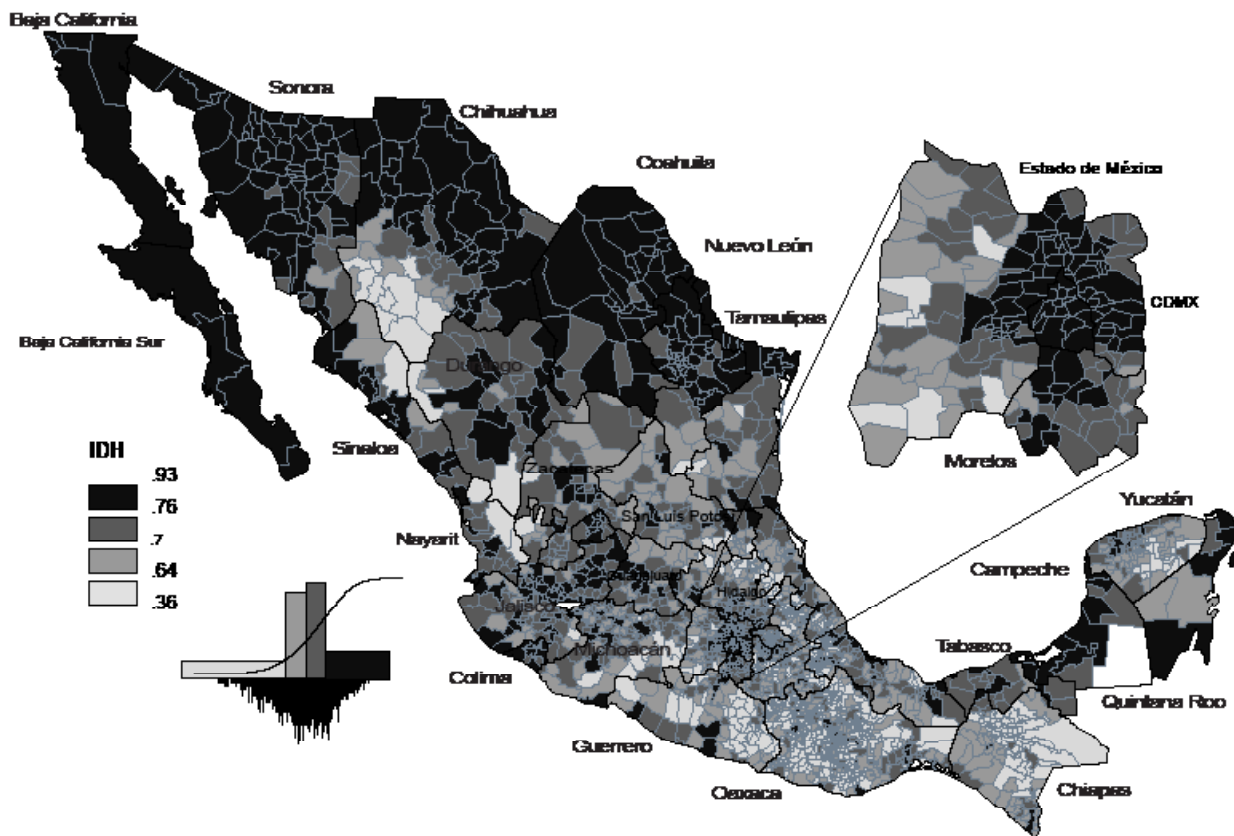 Baja California
Sonora
Chihuahua
Coahuila
Estado de México
Nuevo León
CDMX
Tamaulipas
Baja California Sur
Durango
IDH
.93
.76
.7
.64
.36
Sinaloa
Zacatecas
Morelos
Yucatán
San Luis Potosí
Nayarit
Campeche
Guanajuato
Hidalgo
Jalisco
Michoacán
Tabasco
Colima
Quintana Roo
Guerrero
Oaxaca
Chiapas